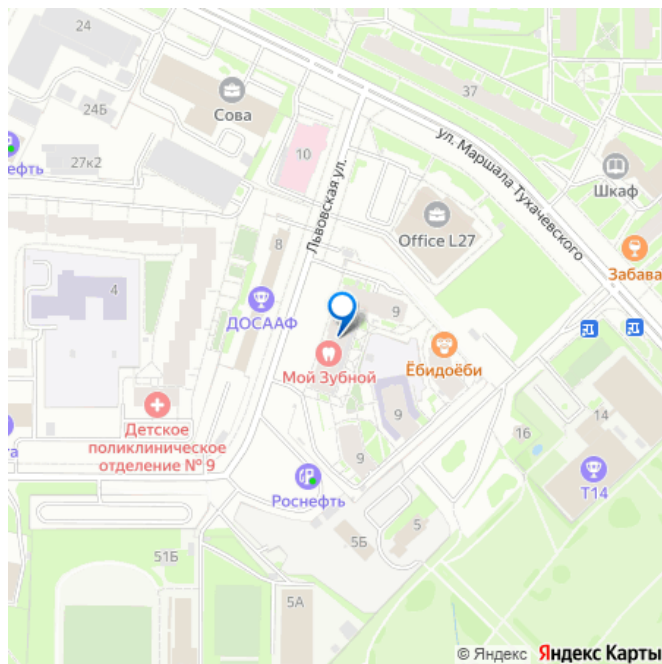 24
37
24Б
Сова
ул. Маршала Тухачевского
10
27к2
ефть
Львовская ул.
Шкаф
Office L27
8
Забава
4
ДОСААФ
9
Мой Зубной
Ёбидоёби
Детское
поликлиническое
отделение № 9
та
9
14
16
9
Роснефть
Т14
5
5Б
51Б
5А
© Яндекс Яндекс Карты